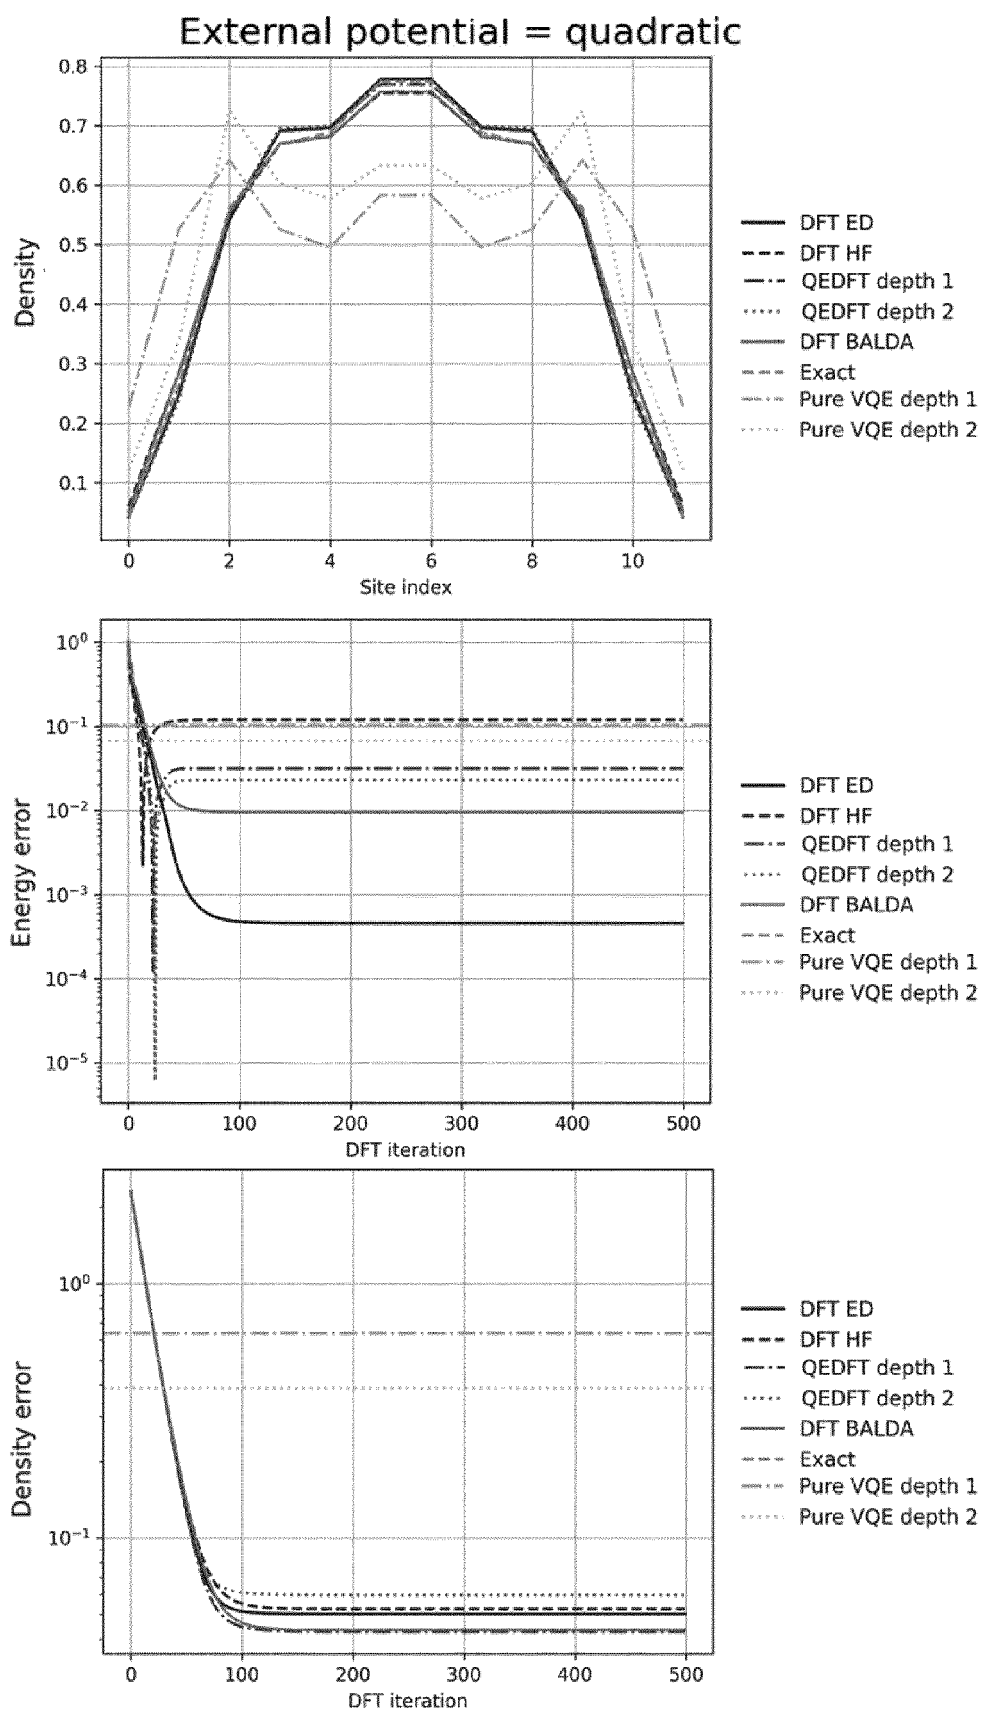 External potential = quadratic
0.8
0.7
0.6
0.5
0.4
0.3
0.2
0.1
Density
0 2 4 6 8 10
Site index
DFT ED
DFT HF
QEDFT depth 1
QEDFT depth 2
DFT BALDA
Exact
Pure VQE depth 1
Pure VQE depth 2
10⁰
10⁻¹
10⁻²
10⁻³
10⁻⁴
10⁻⁵
Energy error
0 100 200 300 400 500
DFT iteration
DFT ED
DFT HF
QEDFT depth 1
QEDFT depth 2
DFT BALDA
Exact
Pure VQE depth 1
Pure VQE depth 2
10⁰
10⁻¹
Density error
0 100 200 300 400 500
DFT iteration
DFT ED
DFT HF
QEDFT depth 1
QEDFT depth 2
DFT BALDA
Exact
Pure VQE depth 1
Pure VQE depth 2